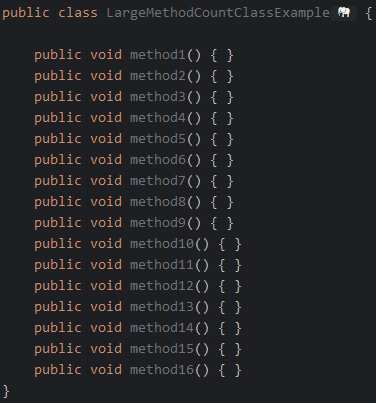 public class LargeMethodCountClassExample {
public void method1() { }
public void method2() { }
public void method3() { }
public void method4() { }
public void method5() { }
public void method6() { }
public void method7() { }
public void method8() { }
public void method9() { }
public void method10() { }
public void method11() { }
public void method12() { }
public void method13() { }
public void method14() { }
public void method15() { }
public void method16() { }
}